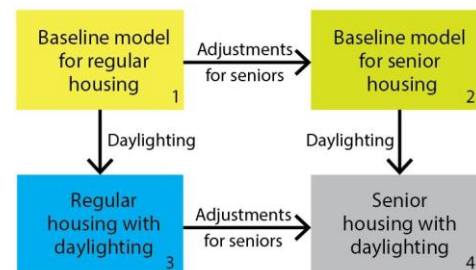 Baseline model
for regular
housing
1
Adjustments
for seniors
Baseline model
for senior
housing
2
Daylighting
Daylighting
Regular
housing with
daylighting
3
Adjustments
for seniors
Senior
housing with
daylighting
4